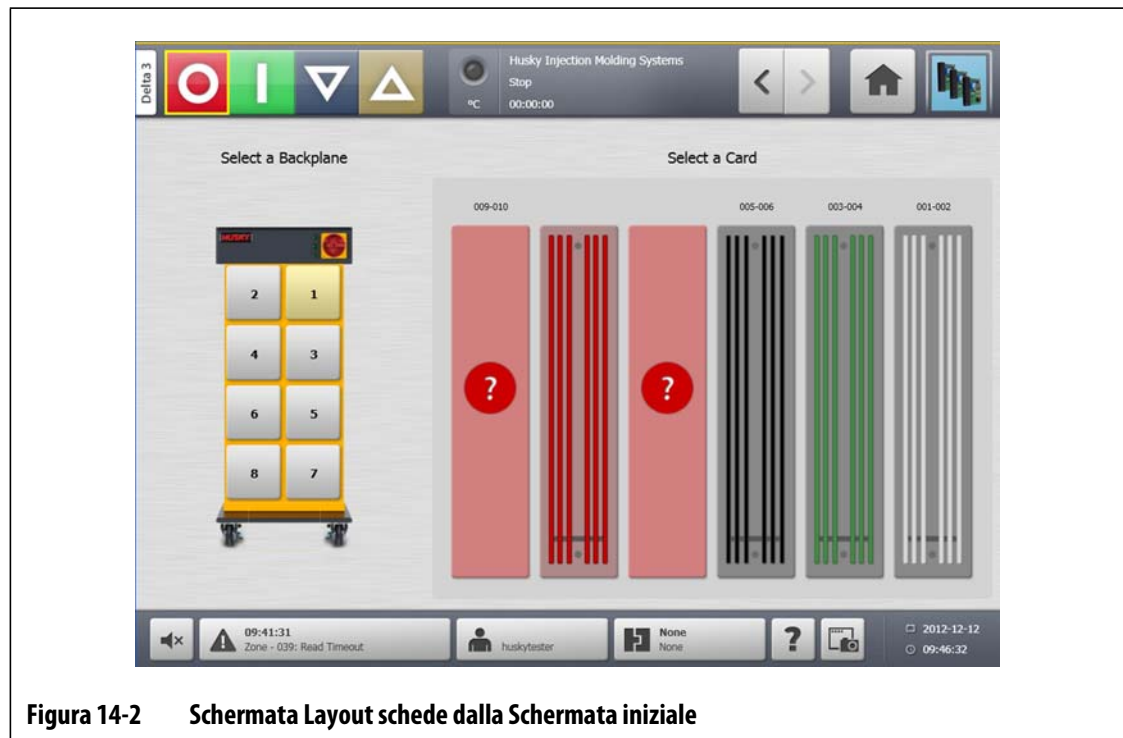 Delta 3
Husky Injection Molding Systems
Stop
ºC
00:00:00
Select a Backplane
Select a Card
HUSKY
2
1
4
3
6
5
8
7
009-010
005-006
003-004
001-002
?
?
09:41:31
Zone - 039: Read Timeout
huskytester
None
None
?
2012-12-12
09:46:32
Figura 14-2 Schermata Layout schede dalla Schermata iniziale